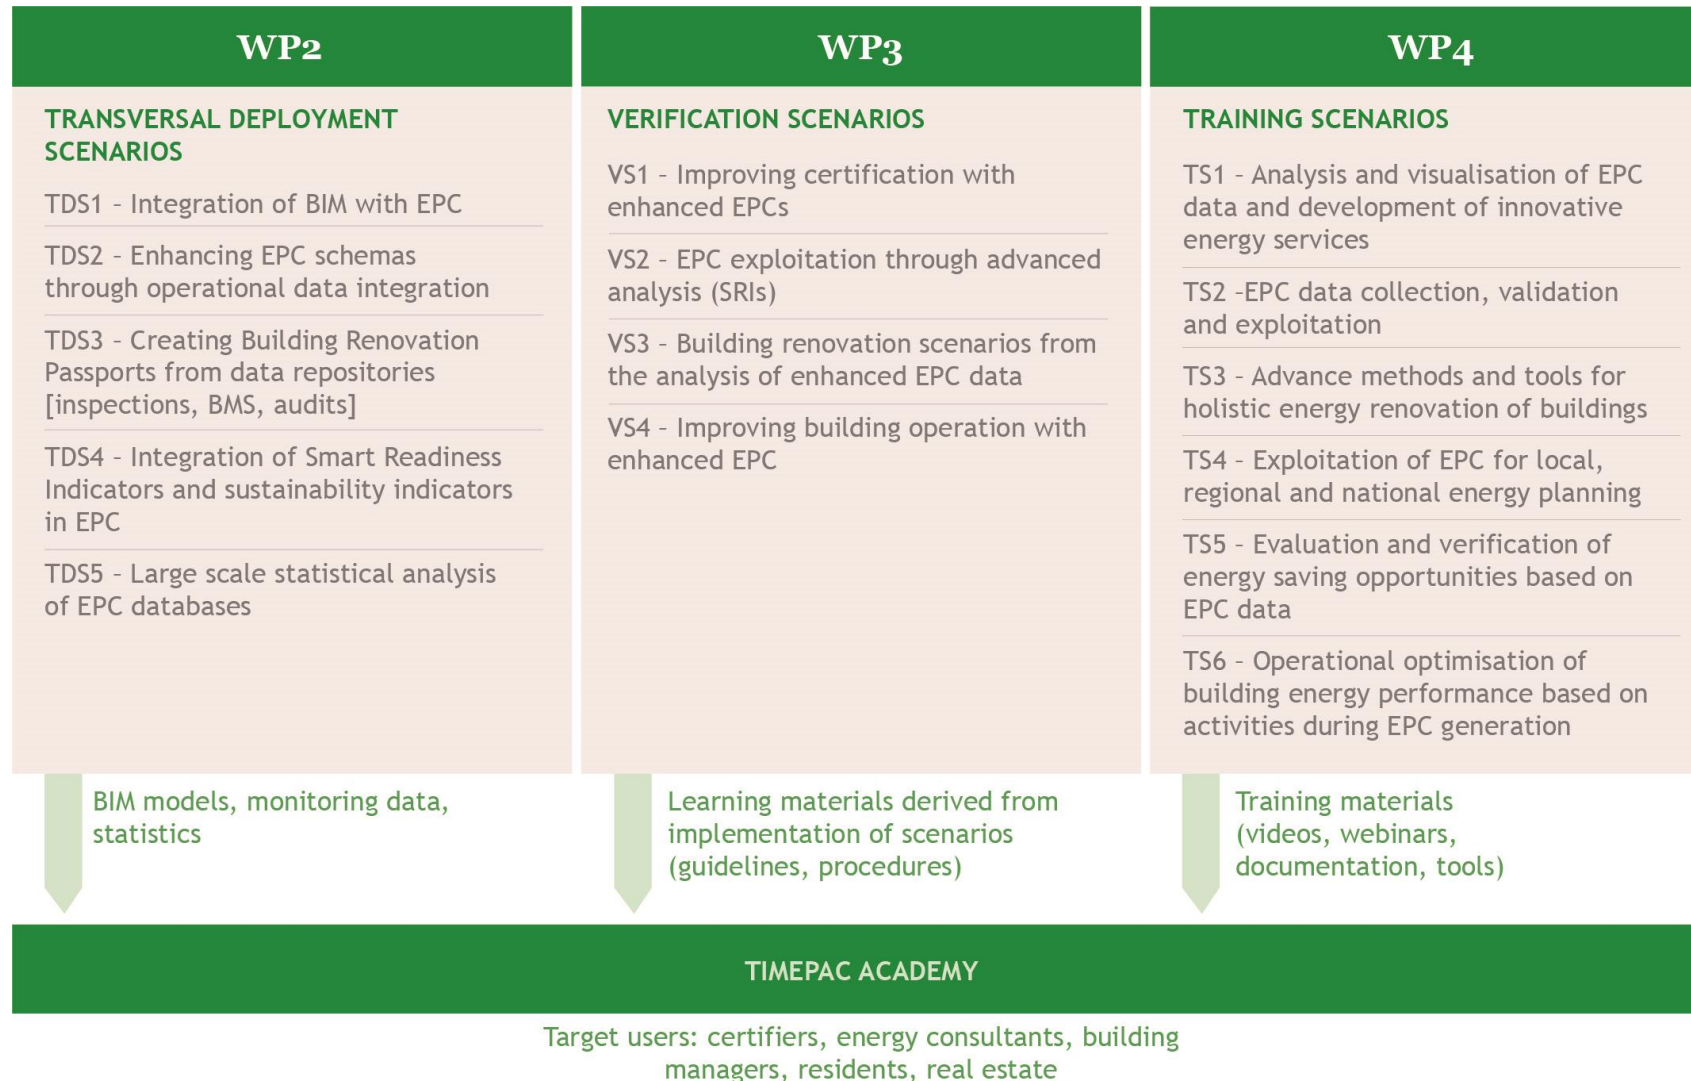 WP2
TRANSVERSAL DEPLOYMENT
SCENARIOS
TDS1 – Integration of BIM with EPC
TDS2 – Enhancing EPC schemas
through operational data integration
TDS3 – Creating Building Renovation
Passports from data repositories
[inspections, BMS, audits]
TDS4 – Integration of Smart Readiness
Indicators and sustainability indicators
in EPC
TDS5 – Large scale statistical analysis
of EPC databases
BIM models, monitoring data,
statistics
WP3
VERIFICATION SCENARIOS
VS1 – Improving certification with
enhanced EPCs
VS2 – EPC exploitation through advanced
analysis (SRIs)
VS3 – Building renovation scenarios from
the analysis of enhanced EPC data
VS4 – Improving building operation with
enhanced EPC
Learning materials derived from
implementation of scenarios
(guidelines, procedures)
WP4
TRAINING SCENARIOS
TS1 – Analysis and visualisation of EPC
data and development of innovative
energy services
TS2 –EPC data collection, validation
and exploitation
TS3 – Advance methods and tools for
holistic energy renovation of buildings
TS4 – Exploitation of EPC for local,
regional and national energy planning
TS5 – Evaluation and verification of
energy saving opportunities based on
EPC data
TS6 – Operational optimisation of
building energy performance based on
activities during EPC generation
Training materials
(videos, webinars,
documentation, tools)
TIMEPAC ACADEMY
Target users: certifiers, energy consultants, building
managers, residents, real estate